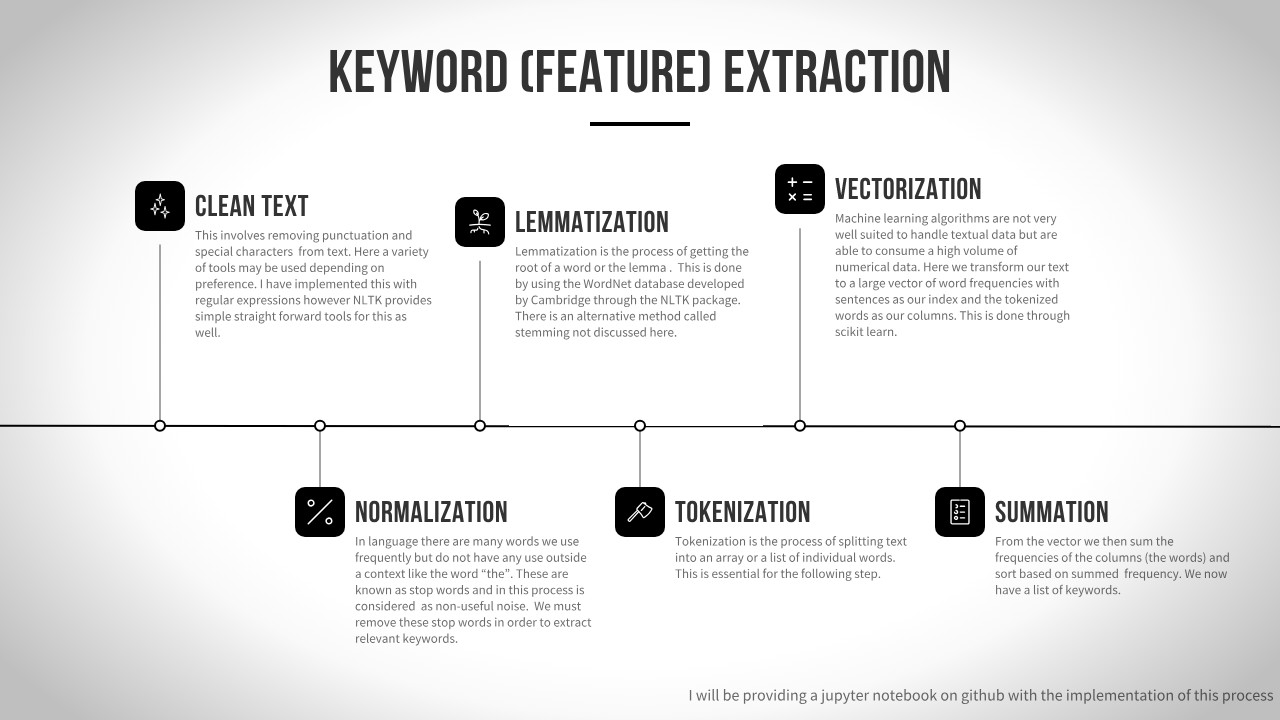 KEYWORD (FEATURE) EXTRACTION
CLEAN TEXT
This involves removing punctuation and
special characters  from text. Here a variety
of tools may be used depending on
preference. I have implemented this with
regular expressions however NLTK provides
simple straight forward tools for this as
well.
NORMALIZATION
In language there are many words we use
frequently but do not have any use outside
a context like the word “the”. These are
known as stop words and in this process is
considered  as non-useful noise.  We must
remove these stop words in order to extract
relevant keywords.
LEMMATIZATION
Lemmatization is the process of getting the
root of a word or the lemma .  This is done
by using the WordNet database developed
by Cambridge through the NLTK package.
There is an alternative method called
stemming not discussed here.
TOKENIZATION
Tokenization is the process of splitting text
into an array or a list of individual words.
This is essential for the following step.
VECTORIZATION
Machine learning algorithms are not very
well suited to handle textual data but are
able to consume a high volume of
numerical data. Here we transform our text
to a large vector of word frequencies with
sentences as our index and the tokenized
words as our columns. This is done through
scikit learn.
SUMMATION
From the vector we then sum the
frequencies of the columns (the words) and
sort based on summed  frequency. We now
have a list of keywords.
I will be providing a jupyter notebook on github with the implementation of this process